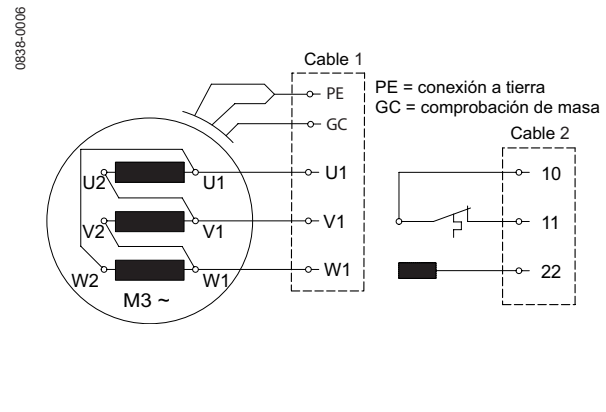 0838-0006
Cable 1
PE = conexión a tierra
GC = comprobación de masa
PE
GC
Cable 2
U2
U1
U1
10
V2
V1
V1
11
W2
W1
W1
22
M3 ~